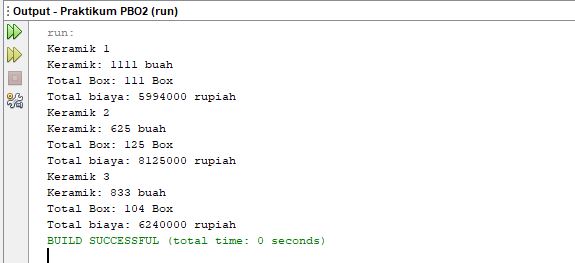 Output - Praktikum PBO2 (run)
run:
Keramik 1
Keramik: 1111 buah
Total Box: 111 Box
Total biaya: 5994000 rupiah
Keramik 2
Keramik: 625 buah
Total Box: 125 Box
Total biaya: 8125000 rupiah
Keramik 3
Keramik: 833 buah
Total Box: 104 Box
Total biaya: 6240000 rupiah
BUILD SUCCESSFUL (total time: 0 seconds)